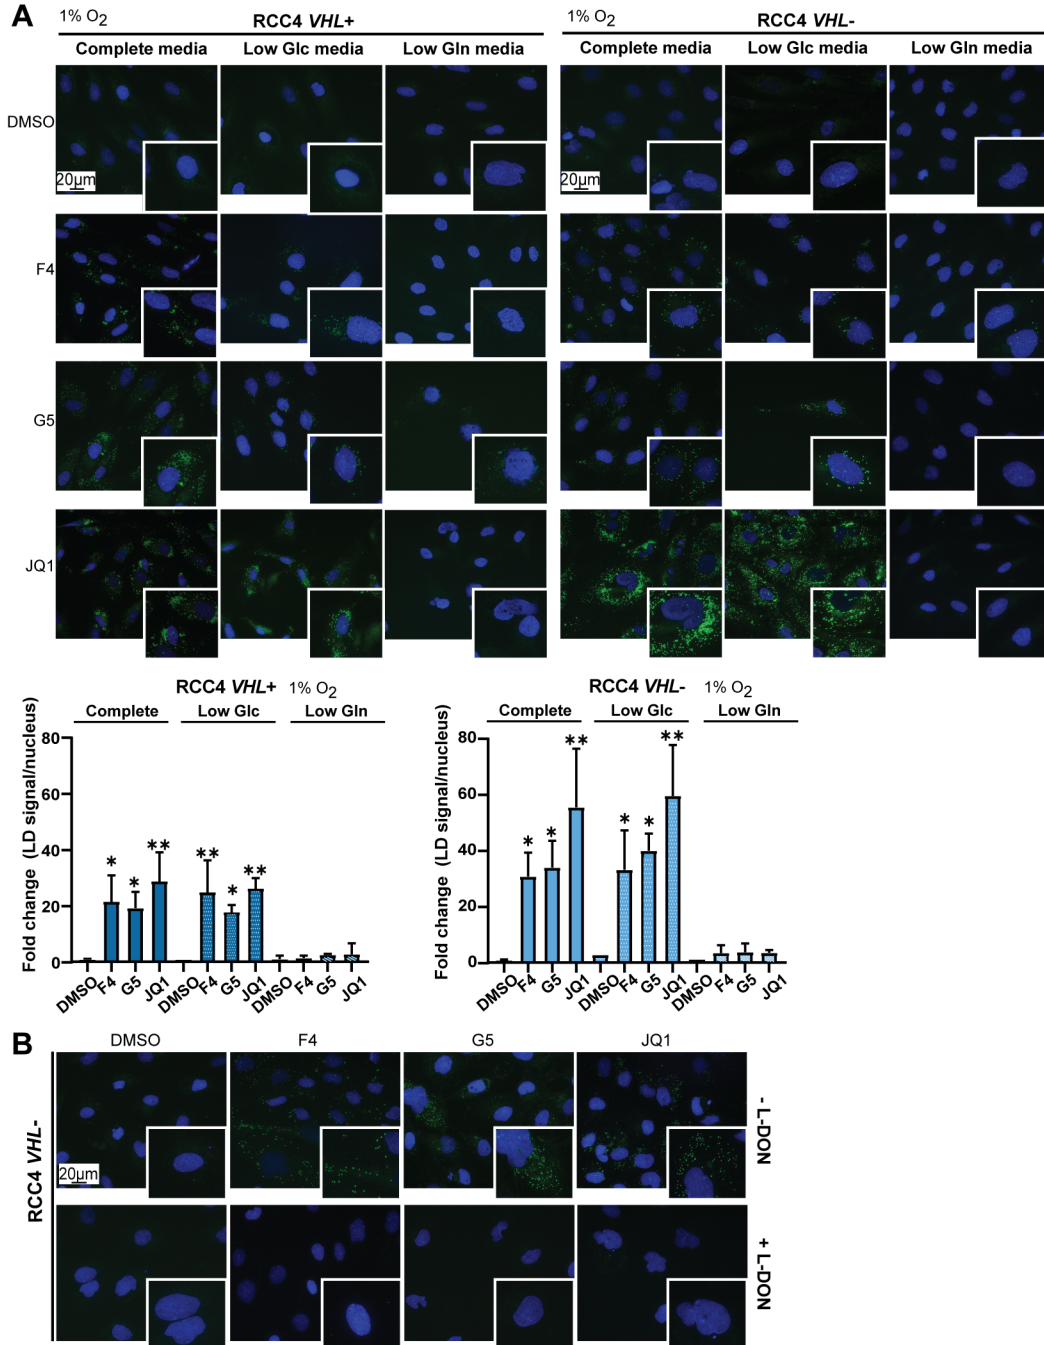 A
1% O2
RCC4 VHL+
1% O2
RCC4 VHL-
Complete media
Low Glc media
Low Gln media
Complete media
Low Glc media
Low Gln media
DMSO
20µm
20µm
F4
G5
JQ1
RCC4 VHL+ 1% O2
Complete
Low Glc
Low Gln
Fold change (LD signal/nucleus)
80
60
40
20
0
*
*
**
**
*
**
DMSO
F4
G5
JQ1
DMSO
F4
G5
JQ1
DMSO
F4
G5
JQ1
RCC4 VHL- 1% O2
Complete
Low Glc
Low Gln
Fold change (LD signal/nucleus)
80
60
40
20
0
*
*
**
*
*
**
DMSO
F4
G5
JQ1
DMSO
F4
G5
JQ1
DMSO
F4
G5
JQ1
B
DMSO
F4
G5
JQ1
RCC4 VHL-
20µm
- L-DON
+ L-DON